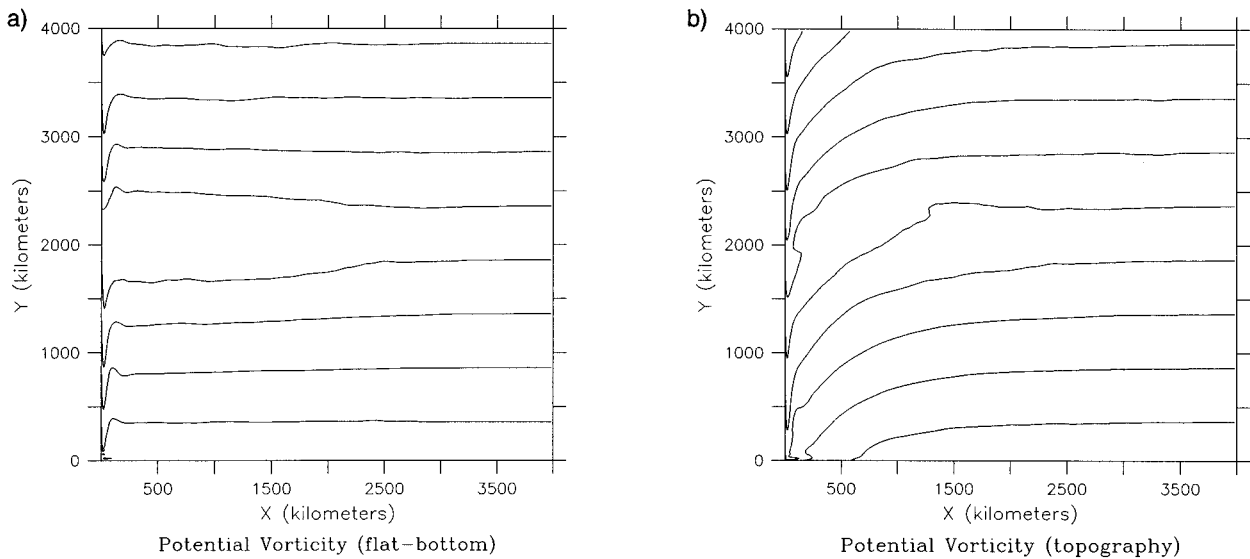 a)
4000
3000
2000
1000
0
Y (kilometers)
500
1500
2500
3500
X (kilometers)
Potential Vorticity (flat-bottom)
b)
4000
3000
2000
1000
0
Y (kilometers)
500
1500
2500
3500
X (kilometers)
Potential Vorticity (topography)